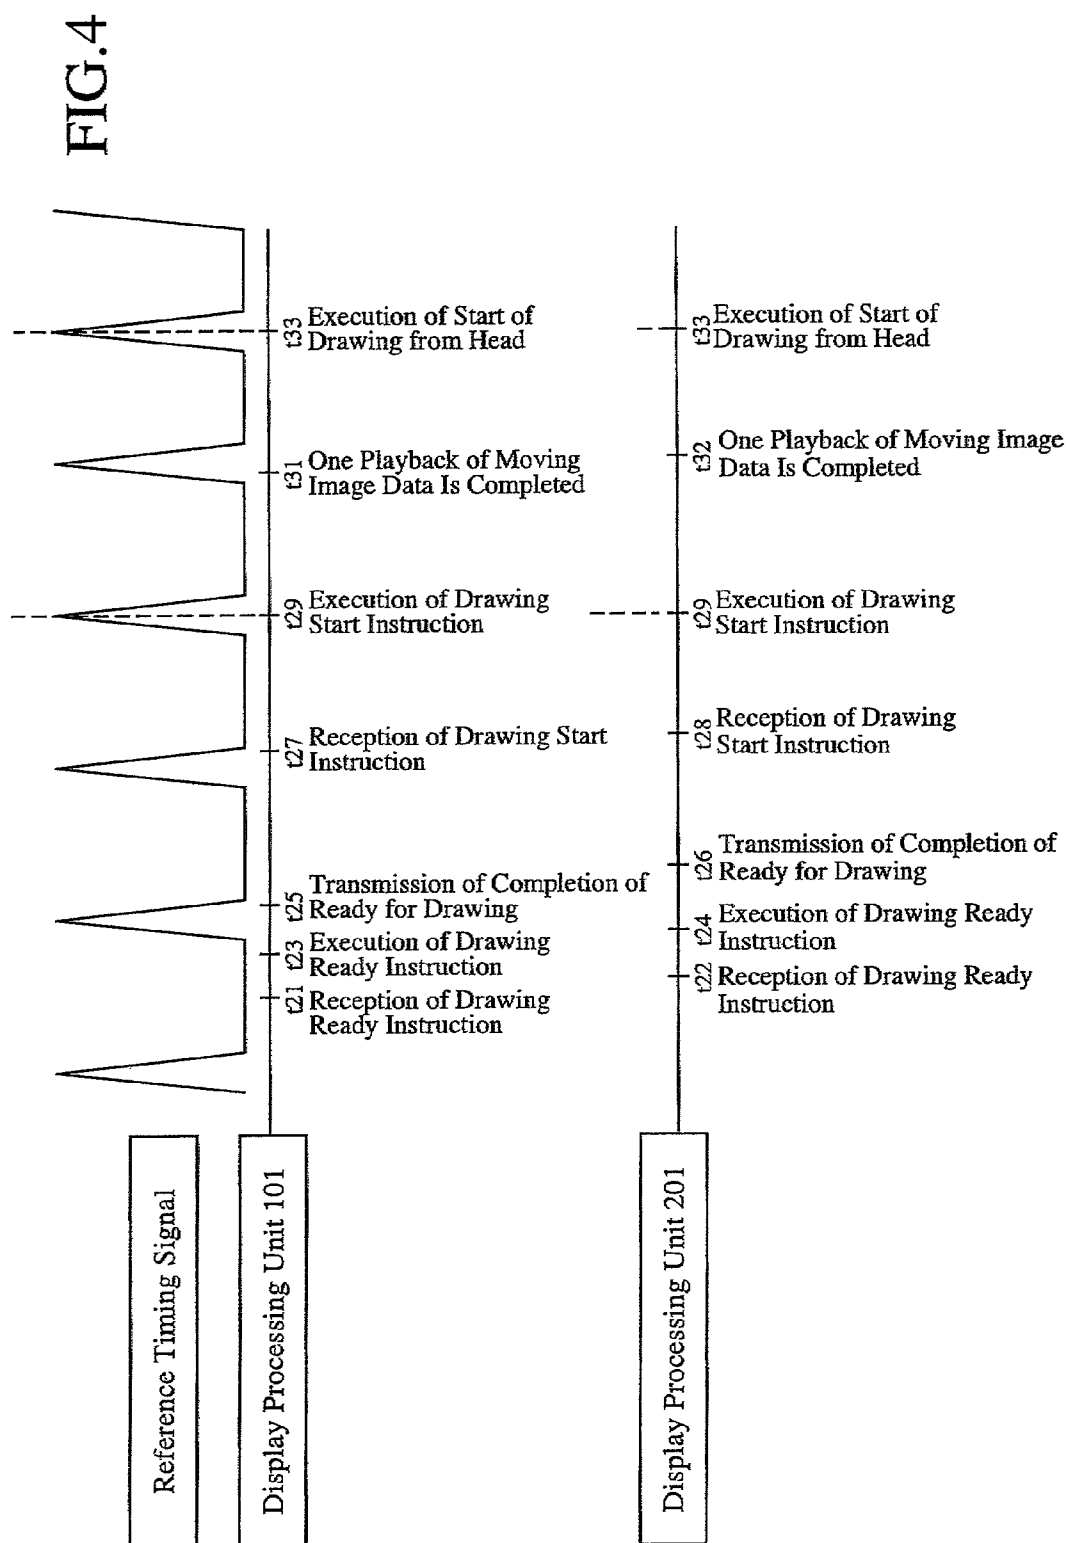 FIG.4
Reference Timing Signal
Display Processing Unit 101
t21
Reception of Drawing
Ready Instruction
t23
Execution of Drawing
Ready Instruction
t25
Transmission of Completion of
Ready for Drawing
t27
Reception of Drawing Start
Instruction
t29
Execution of Drawing
Start Instruction
t31
One Playback of Moving
Image Data Is Completed
t33
Execution of Start of
Drawing from Head
Display Processing Unit 201
t22
Reception of Drawing Ready
Instruction
t24
Execution of Drawing Ready
Instruction
t26
Transmission of Completion of
Ready for Drawing
t28
Reception of Drawing
Start Instruction
t29
Execution of Drawing
Start Instruction
t32
One Playback of Moving Image
Data Is Completed
t33
Execution of Start of
Drawing from Head